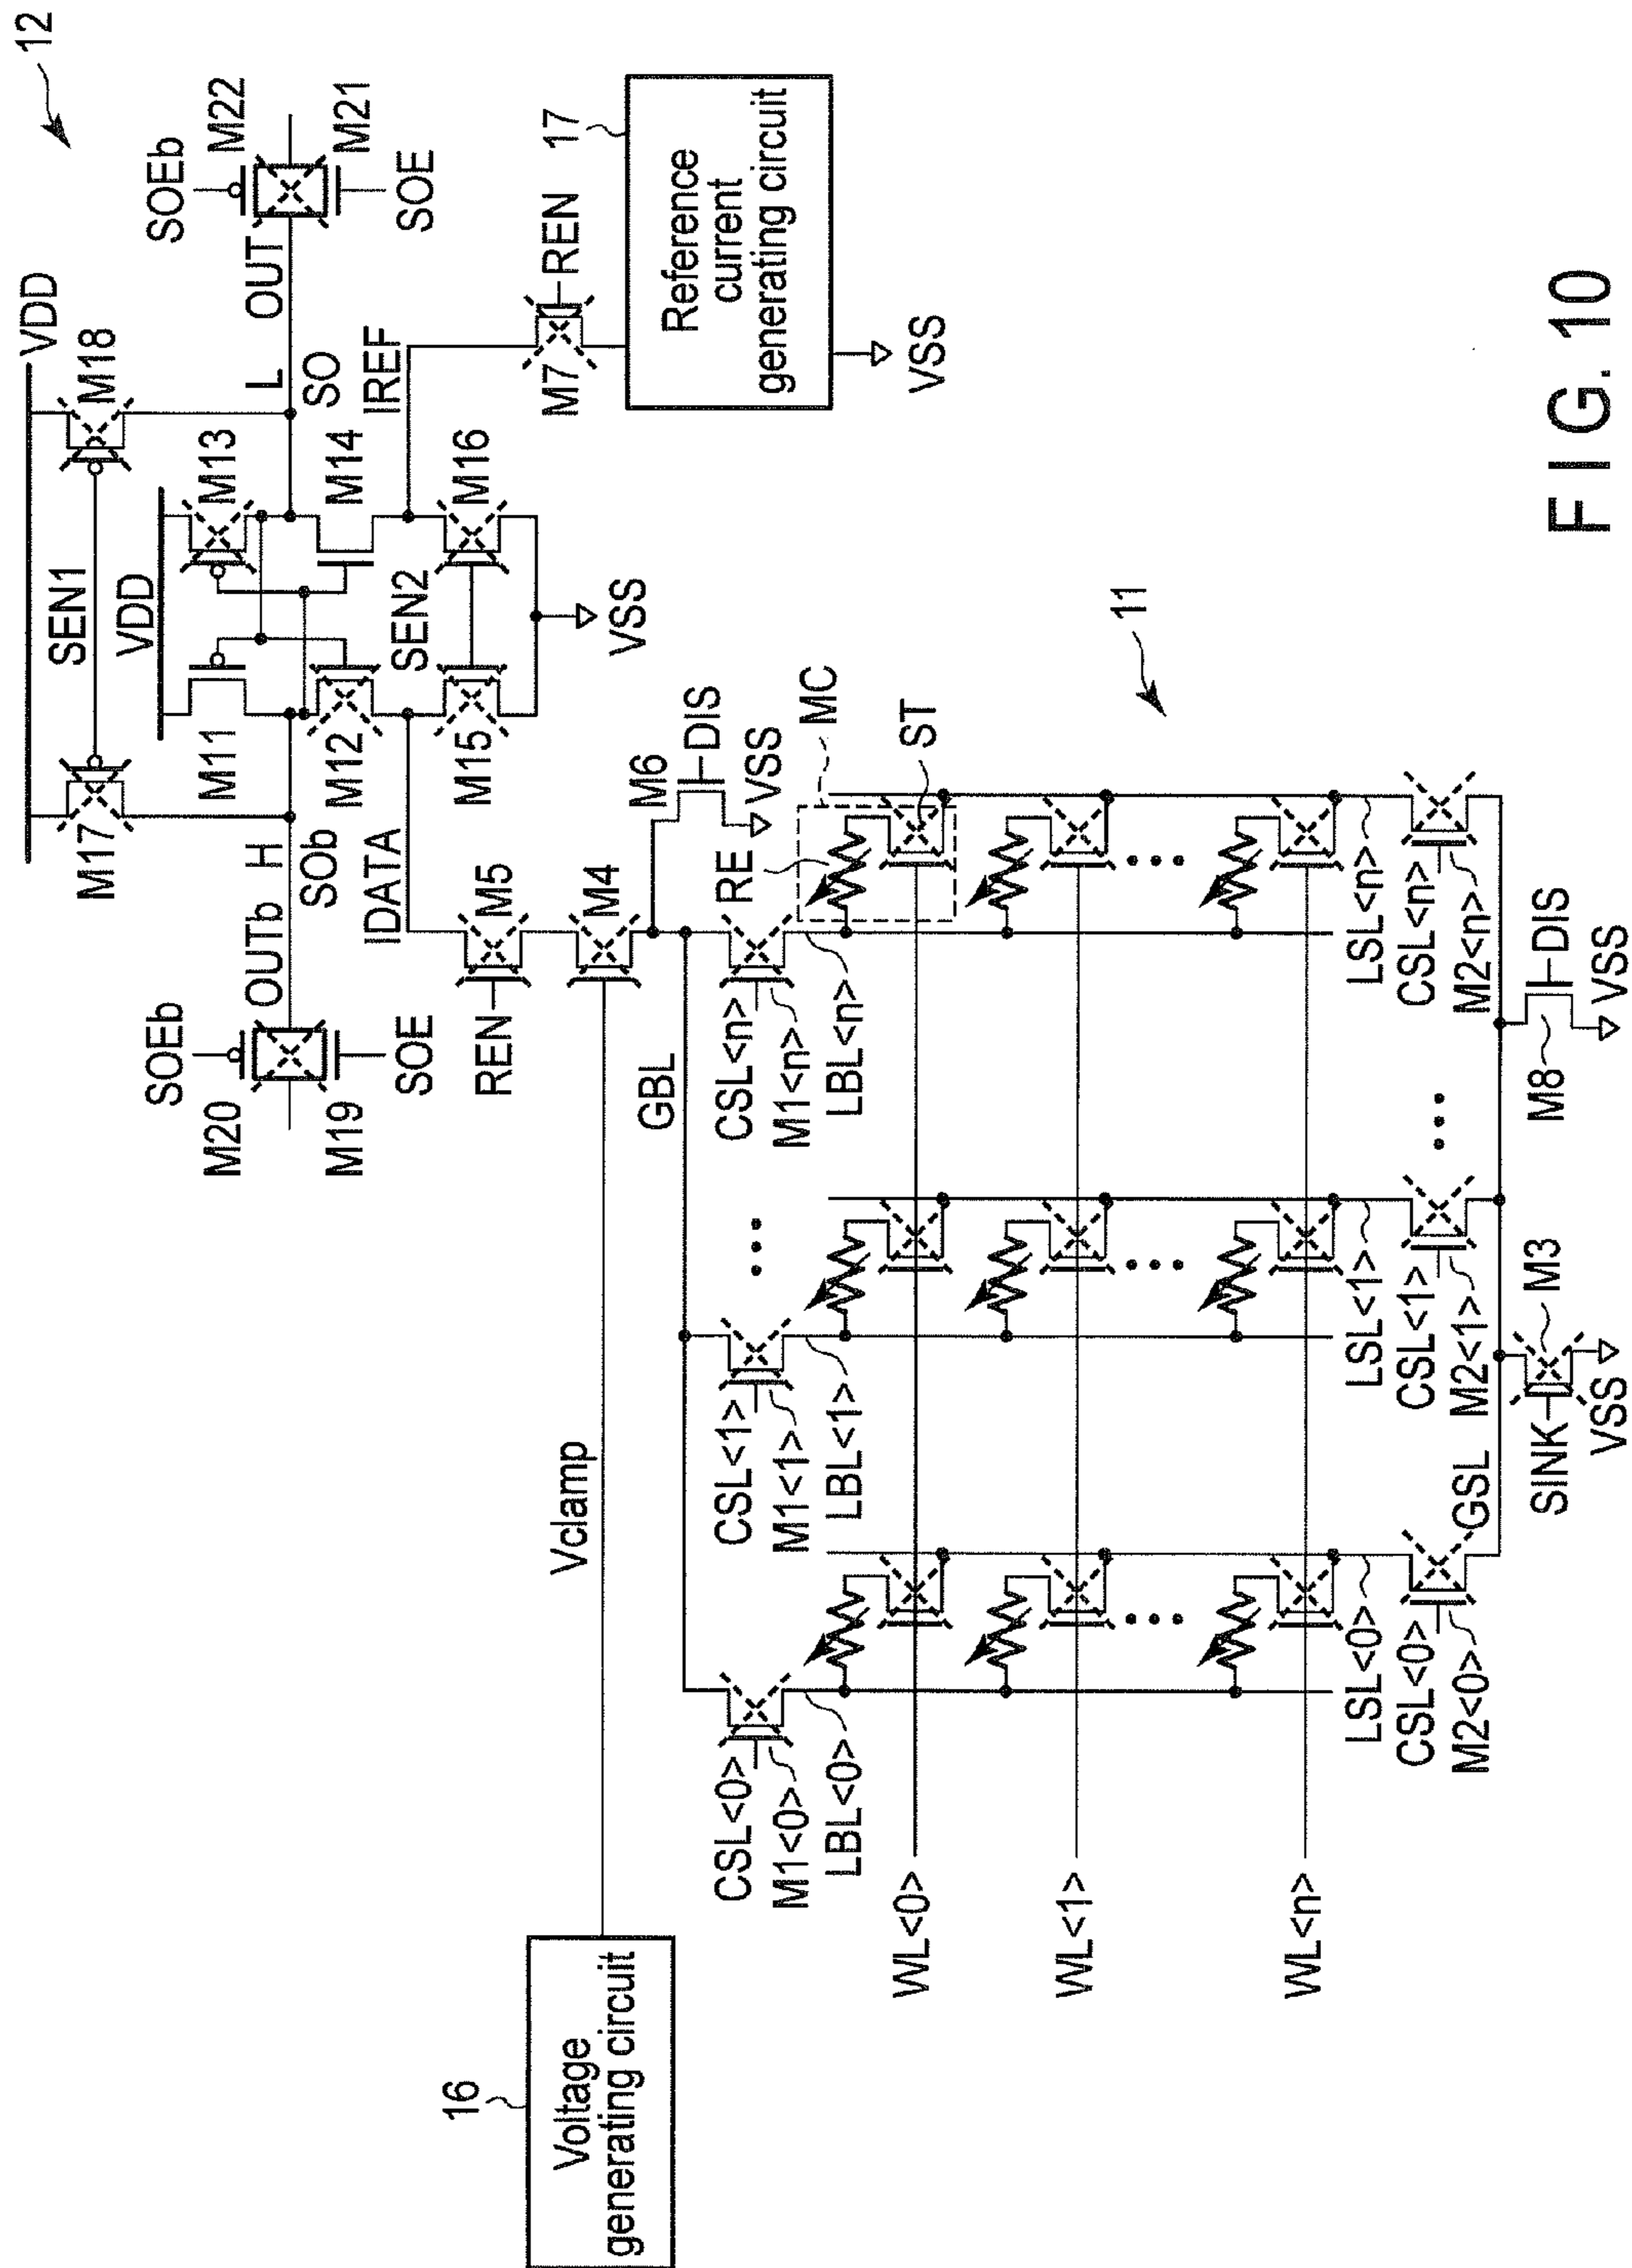 12
VDD
SEN1
M17
M18
VDD
SOEb
SOEb
M20
M19
SOE
OUTb
H
SOb
M11
M13
L
OUT
SO
M22
M21
SOE
M12
M14
SEN2
M15
M16
VSS
IDATA
IREF
REN
M5
M4
M7
REN
17
Reference
current
generating circuit
VSS
16
Voltage
generating circuit
Vclamp
GBL
M6
DIS
VSS
11
CSL<0>
M1<0>
LBL<0>
CSL<1>
M1<1>
LBL<1>
CSL<n>
M1<n>
LBL<n>
RE
MC
ST
WL<0>
WL<1>
WL<n>
LSL<0>
CSL<0>
M2<0>
LSL<1>
CSL<1>
M2<1>
LSL<n>
CSL<n>
M2<n>
GSL
SINK
M3
VSS
M8
DIS
VSS
FIG. 10